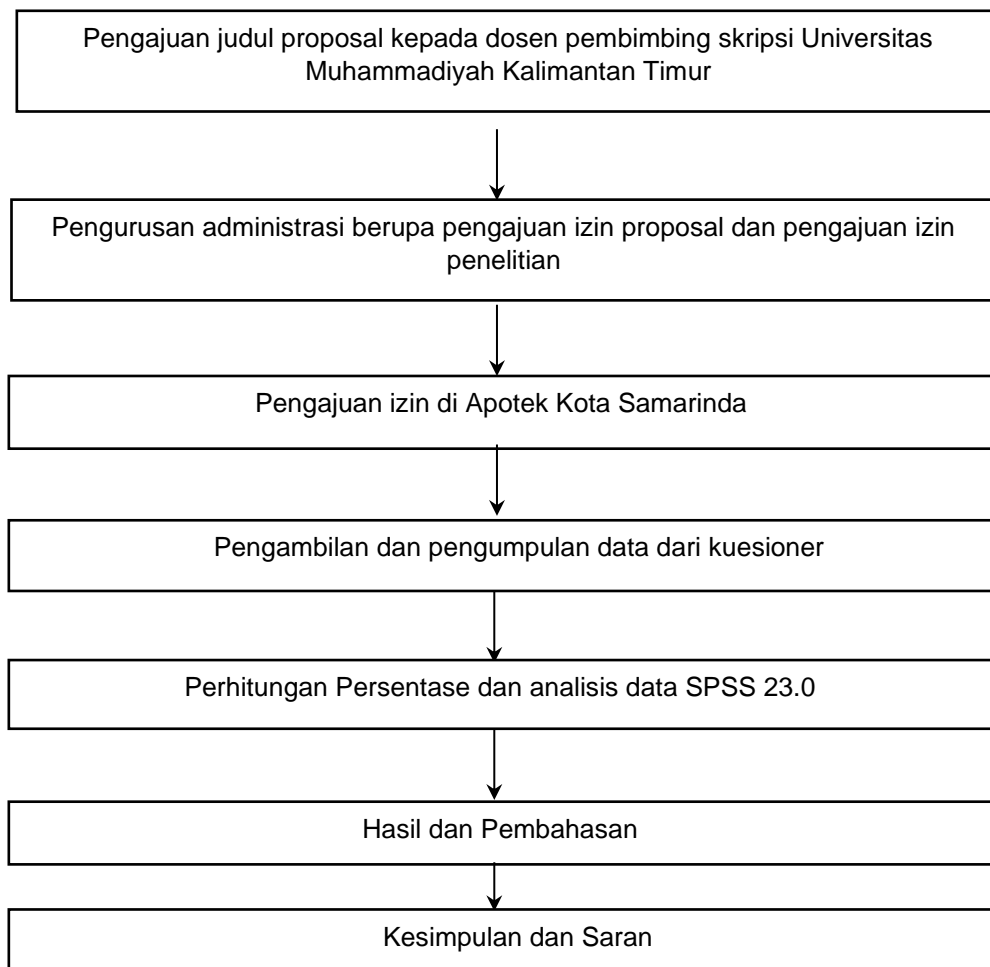 Pengajuan judul proposal kepada dosen pembimbing skripsi Universitas
Muhammadiyah Kalimantan Timur
Pengurusan administrasi berupa pengajuan izin proposal dan pengajuan izin
penelitian
Pengajuan izin di Apotek Kota Samarinda
Pengambilan dan pengumpulan data dari kuesioner
Perhitungan Persentase dan analisis data SPSS 23.0
Hasil dan Pembahasan
Kesimpulan dan Saran